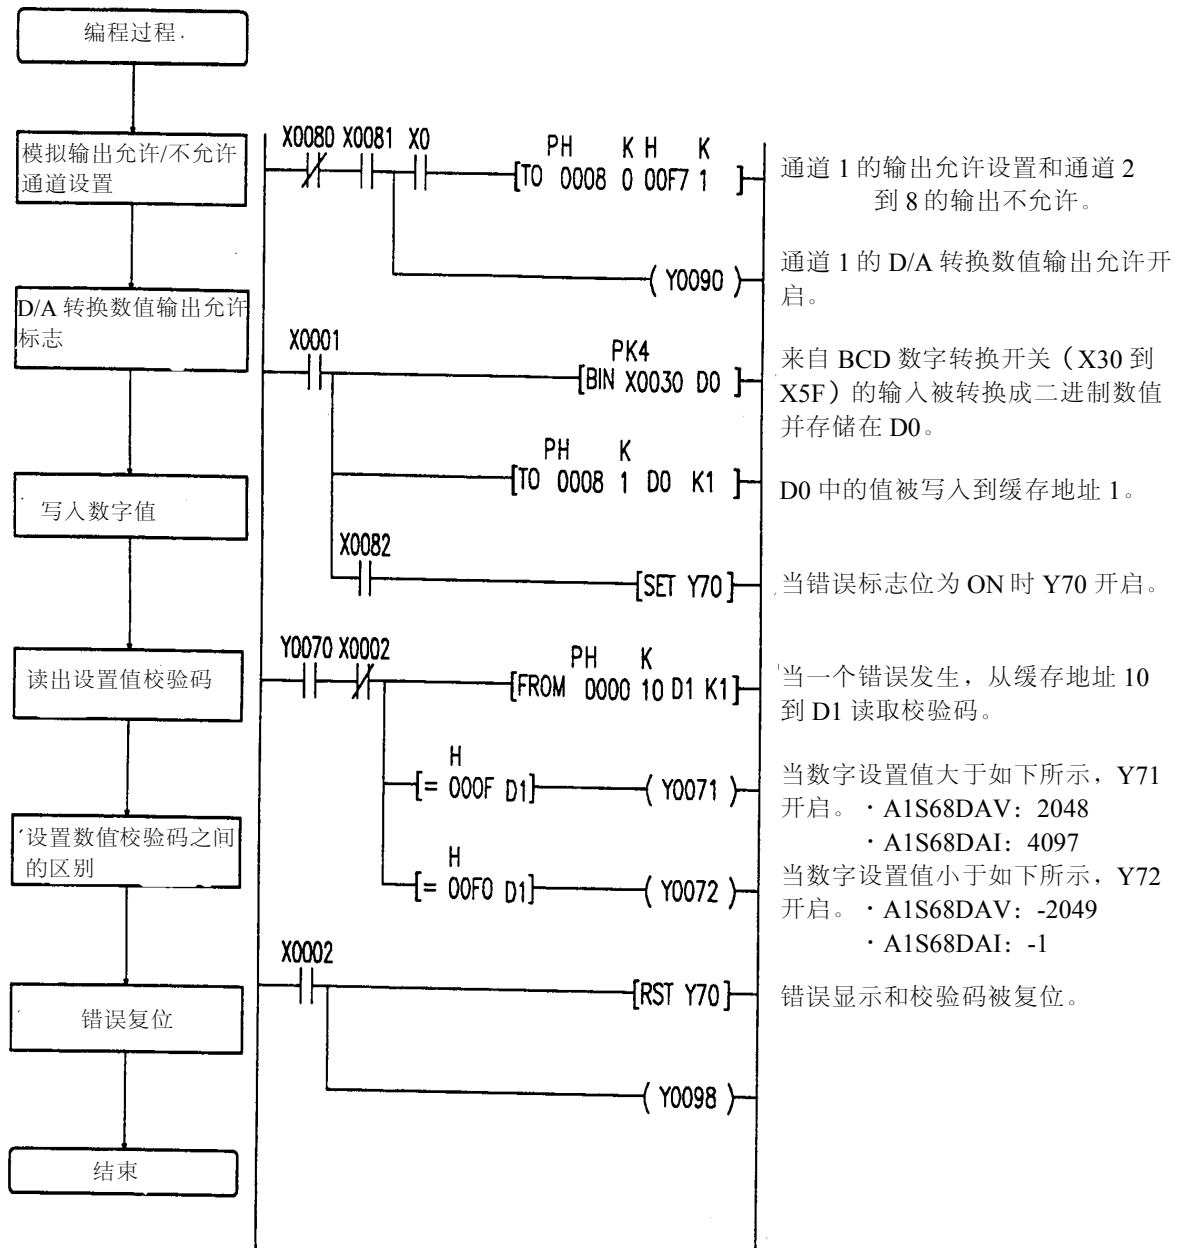 编程过程.
模拟输出允许/不允许
通道设置
D/A 转换数值输出允许
标志
写入数字值
读出设置值校验码
设置数值校验码之间
的区别
错误复位
结束
X0080 X0081 X0
PH K H K
[TO 0008 0 00F7 1 ]
( Y0090 )
X0001
PK4
[BIN X0030 D0 ]
PH K
[TO 0008 1 D0 K1 ]
X0082
[SET Y70]
Y0070 X0002
PH K
[FROM 0000 10 D1 K1]
H
[= 000F D1] ( Y0071 )
H
[= 00F0 D1] ( Y0072 )
X0002
[RST Y70]
( Y0098 )
通道 1 的输出允许设置和通道 2
到 8 的输出不允许。
通道 1 的 D/A 转换数值输出允许开
启。
来自 BCD 数字转换开关（X30 到
X5F）的输入被转换成二进制数值
并存储在 D0。
D0 中的值被写入到缓存地址 1。
当错误标志位为 ON 时 Y70 开启。
当一个错误发生，从缓存地址 10
到 D1 读取校验码。
当数字设置值大于如下所示，Y71
开启。・A1S68DAV: 2048
・A1S68DAI: 4097
当数字设置值小于如下所示，Y72
开启。・A1S68DAV: -2049
・A1S68DAI: -1
错误显示和校验码被复位。